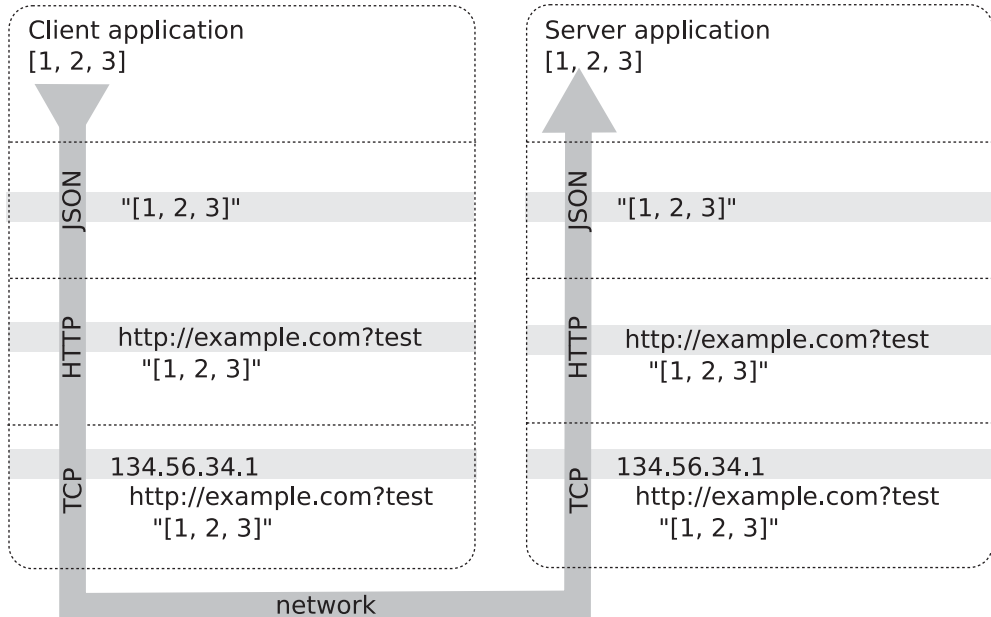 Client application
[1, 2, 3]
JSON
"[1, 2, 3]"
HTTP
http://example.com?test
"[1, 2, 3]"
TCP
134.56.34.1
http://example.com?test
"[1, 2, 3]"
network
Server application
[1, 2, 3]
JSON
"[1, 2, 3]"
HTTP
http://example.com?test
"[1, 2, 3]"
TCP
134.56.34.1
http://example.com?test
"[1, 2, 3]"